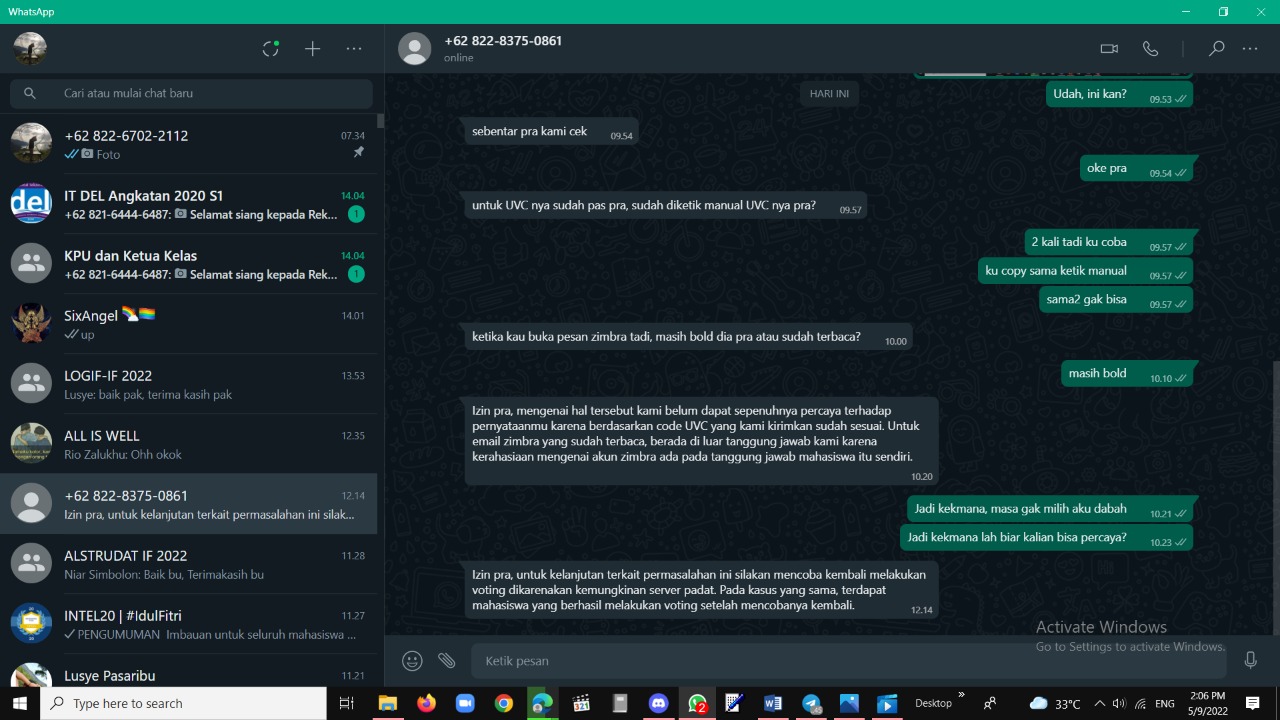 WhatsApp
Cari atau mulai chat baru
+62 822-6702-2112
07.34
Foto
IT DEL Angkatan 2020 S1
14.04
+62 821-6444-6487: Selamat siang kepada Rek...
1
KPU dan Ketua Kelas
14.04
+62 821-6444-6487: Selamat siang kepada Rek...
1
SixAngel
14.01
up
LOGIF-IF 2022
13.53
Lusye: baik pak, terima kasih pak
ALL IS WELL
12.35
Rio Zalukhu: Ohh okok
+62 822-8375-0861
12.14
Izin pra, untuk kelanjutan terkait permasalahan ini silak...
ALSTRUDAT IF 2022
11.28
Niar Simbolon: Baik bu, Terimakasih bu
INTEL20 | #IdulFitri
11.27
PENGUMUMAN Imbauan untuk seluruh mahasiswa ...
Lusye Pasaribu
11.21
+62 822-8375-0861
online
HARI INI
Udah, ini kan?
09.53
sebentar pra kami cek
09.54
oke pra
09.54
untuk UVC nya sudah pas pra, sudah diketik manual UVC nya pra?
09.57
2 kali tadi ku coba
09.57
ku copy sama ketik manual
09.57
sama2 gak bisa
09.57
ketika kau buka pesan zimbra tadi, masih bold dia pra atau sudah terbaca?
10.00
masih bold
10.10
Izin pra, mengenai hal tersebut kami belum dapat sepenuhnya percaya terhadap
pernyataanmu karena berdasarkan code UVC yang kami kirimkan sudah sesuai. Untuk
email zimbra yang sudah terbaca, berada di luar tanggung jawab kami karena
kerahasiaan mengenai akun zimbra ada pada tanggung jawab mahasiswa itu sendiri.
10.20
Jadi kekmana, masa gak milih aku dabah
10.21
Jadi kekmana lah biar kalian bisa percaya?
10.23
Izin pra, untuk kelanjutan terkait permasalahan ini silakan mencoba kembali melakukan
voting dikarenakan kemungkinan server padat. Pada kasus yang sama, terdapat
mahasiswa yang berhasil melakukan voting setelah mencobanya kembali.
12.14
Activate Windows
Go to Settings to activate Windows.
Ketik pesan
Type here to search
321
2
Desktop
33°C
ENG
2:06 PM
5/9/2022